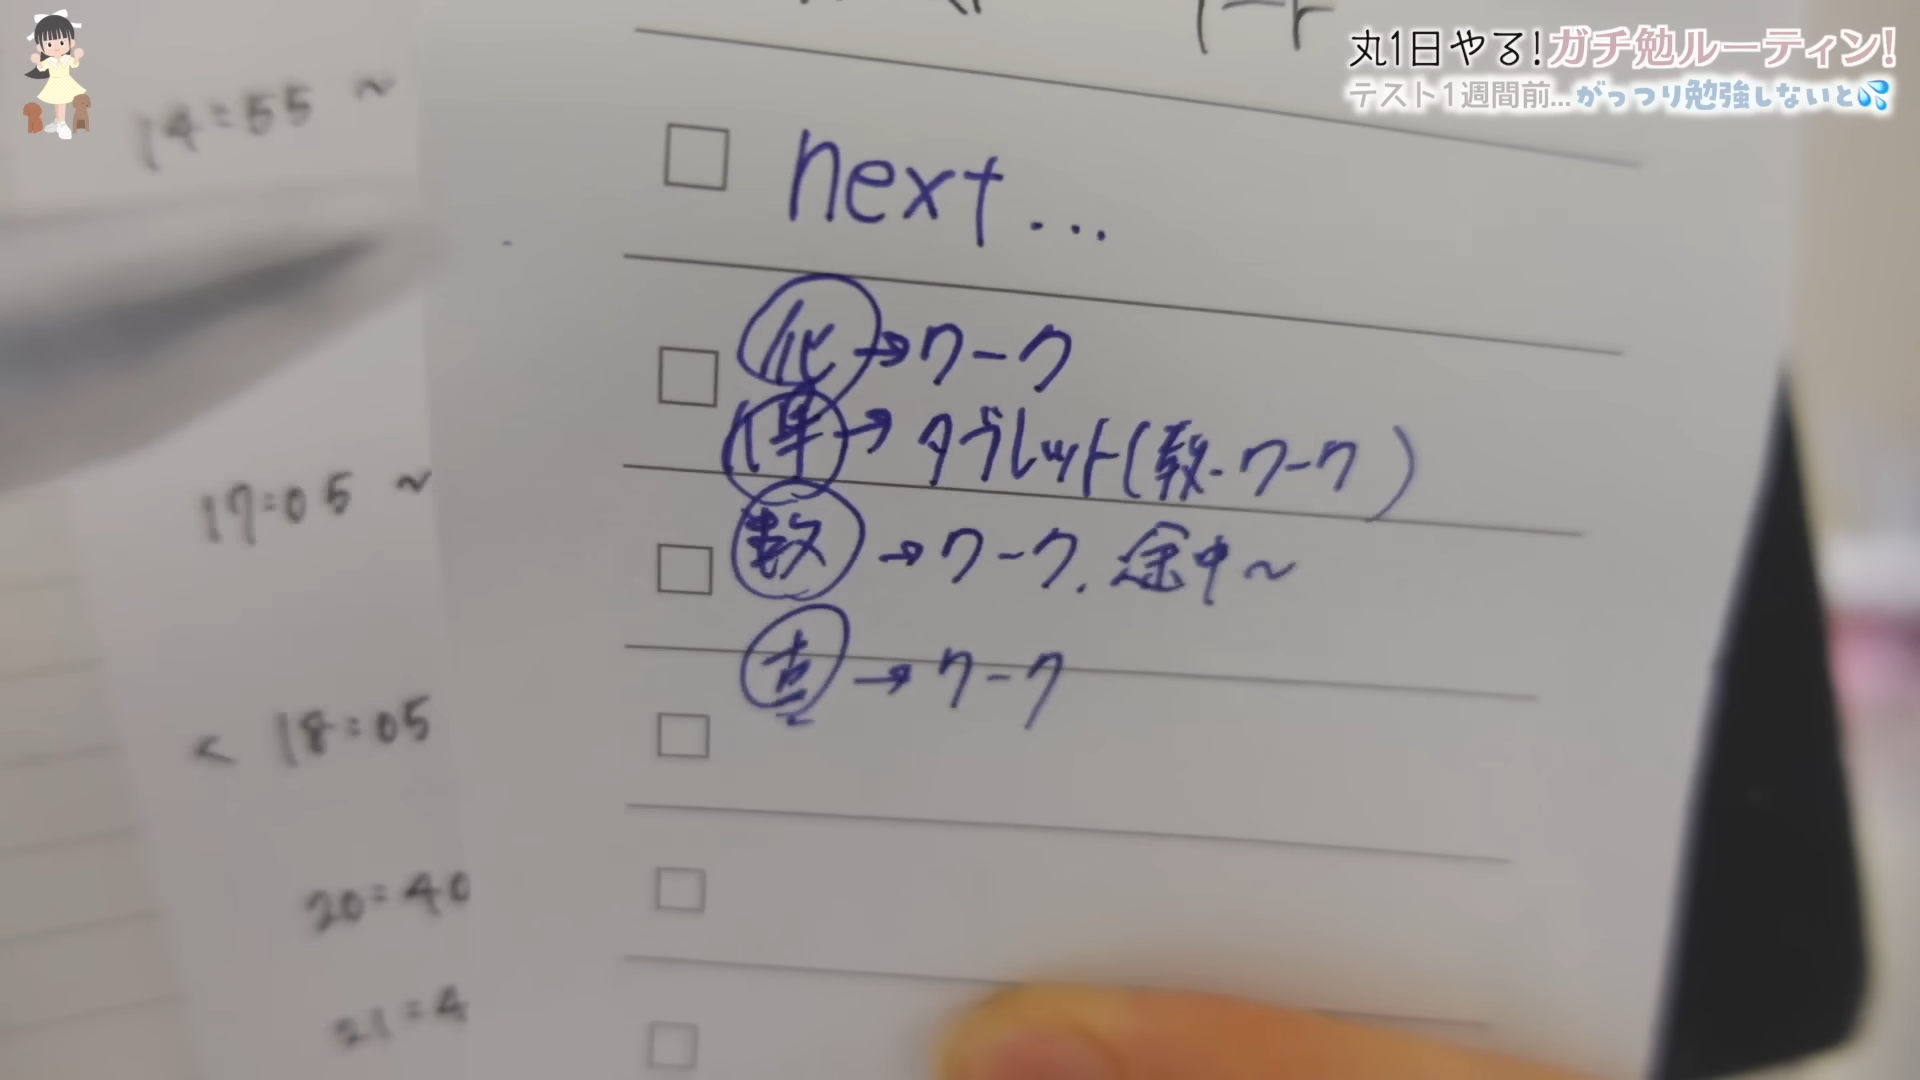 丸1日やる!ガチ勉ルーティン!
テスト1週間前...がっつり勉強しないと💦
14:55 ~
next...
化→ワーク
→タブレット(数・ワーク)
17:05 ~
数→ワーク. 途中~
→ワーク
< 18:05
20:40
21:4